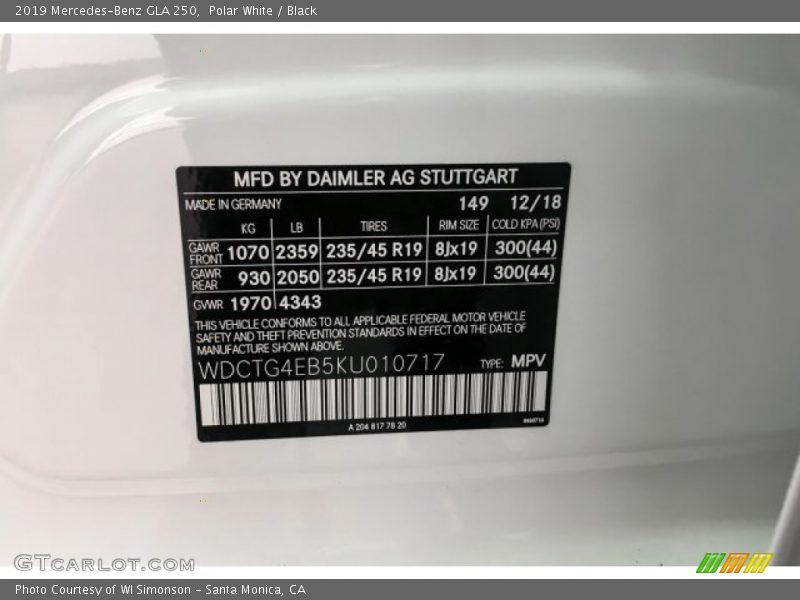 2019 Mercedes-Benz GLA 250,  Polar White / Black
MFD BY DAIMLER AG STUTTGART
MADE IN GERMANY 149 12/18
KG LB TIRES RIM SIZE COLD KPA (PSI)
GAWR FRONT 1070 2359 235/45 R19 8Jx19 300(44)
GAWR REAR 930 2050 235/45 R19 8Jx19 300(44)
GVWR 1970 4343
THIS VEHICLE CONFORMS TO ALL APPLICABLE FEDERAL MOTOR VEHICLE
SAFETY AND THEFT PREVENTION STANDARDS IN EFFECT ON THE DATE OF
MANUFACTURE SHOWN ABOVE.
WDCTG4EB5KU010717 TYPE: MPV
A 204 817 78 20
GTCARLOT.COM
Photo Courtesy of WI Simonson – Santa Monica, CA